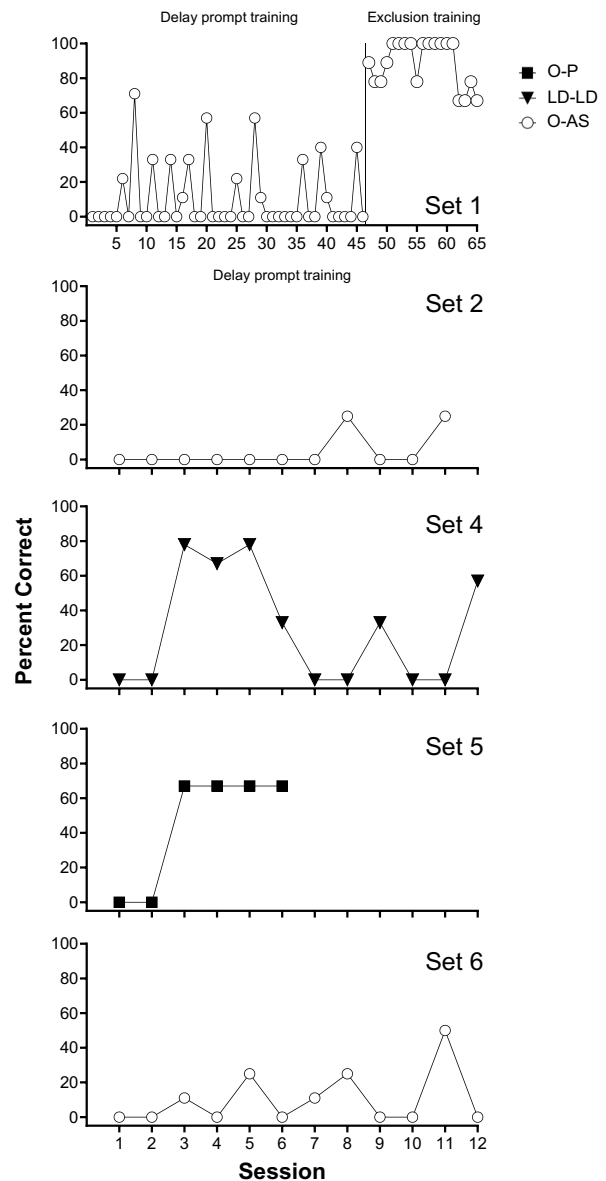 Delay prompt training
Exclusion training
100
80
60
40
20
0
5 10 15 20 25 30 35 40 45 50 55 60 65
Set 1
O-P
LD-LD
O-AS
Delay prompt training
100
80
60
40
20
0
Set 2
100
80
60
40
20
0
Set 4
Percent Correct
100
80
60
40
20
0
Set 5
100
80
60
40
20
0
Set 6
1 2 3 4 5 6 7 8 9 10 11 12
Session